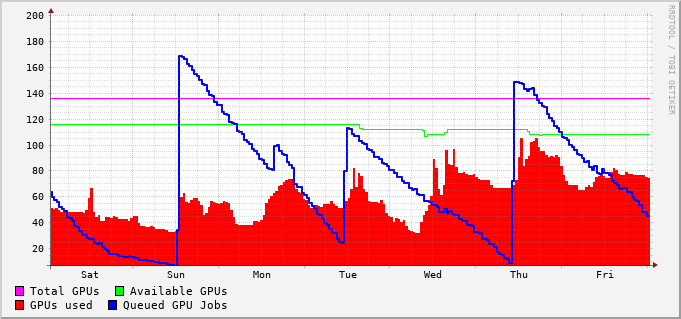 200
180
160
140
120
100
80
60
40
20
Sat Sun Mon Tue Wed Thu Fri
Total GPUs Available GPUs
GPUs used Queued GPU Jobs
RRDTOOL / TOBI OETIKER